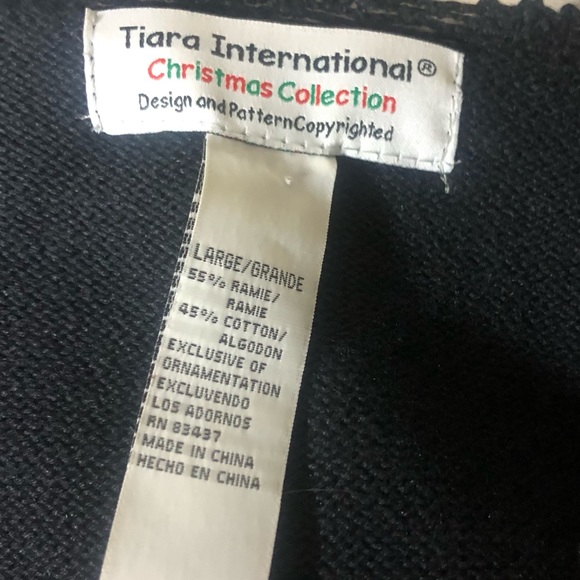 Tiara International®
Christmas Collection
Design and Pattern Copyrighted
LARGE/GRANDE
55% RAMIE/
RAMIE
45% COTTON/
ALGODON
EXCLUSIVE OF
ORNAMENTATION
EXCLUVENDO
LOS ADORNOS
RN 83437
MADE IN CHINA
HECHO EN CHINA